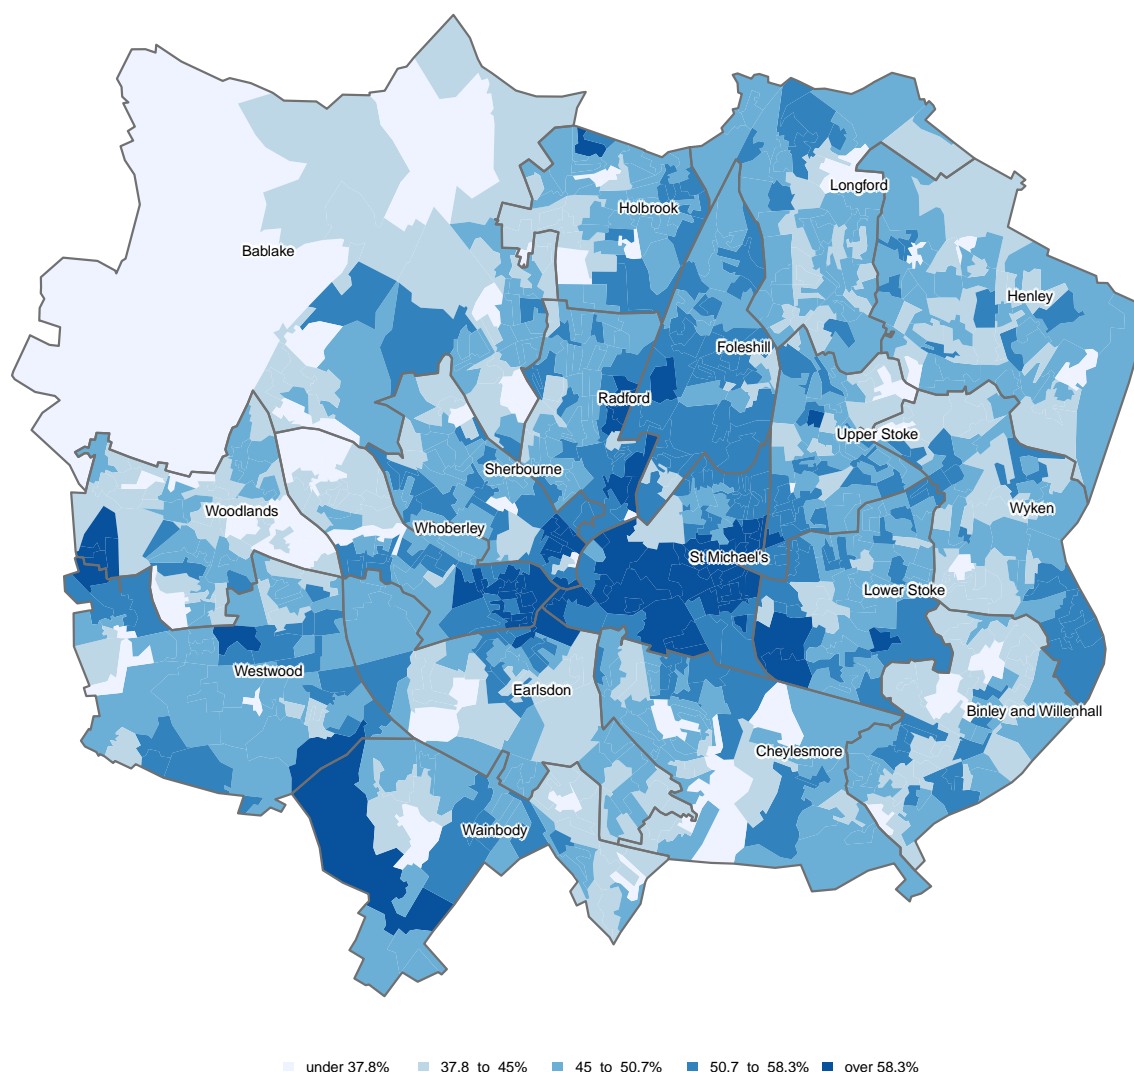 Longford
Holbrook
Bablake
Henley
Foleshill
Radford
Upper Stoke
Sherbourne
Woodlands
Wyken
Whoberley
St Michael's
Lower Stoke
Westwood
Earlsdon
Binley and Willenhall
Cheylesmore
Wainbody
under 37.8% 37.8 to 45% 45 to 50.7% 50.7 to 58.3% over 58.3%